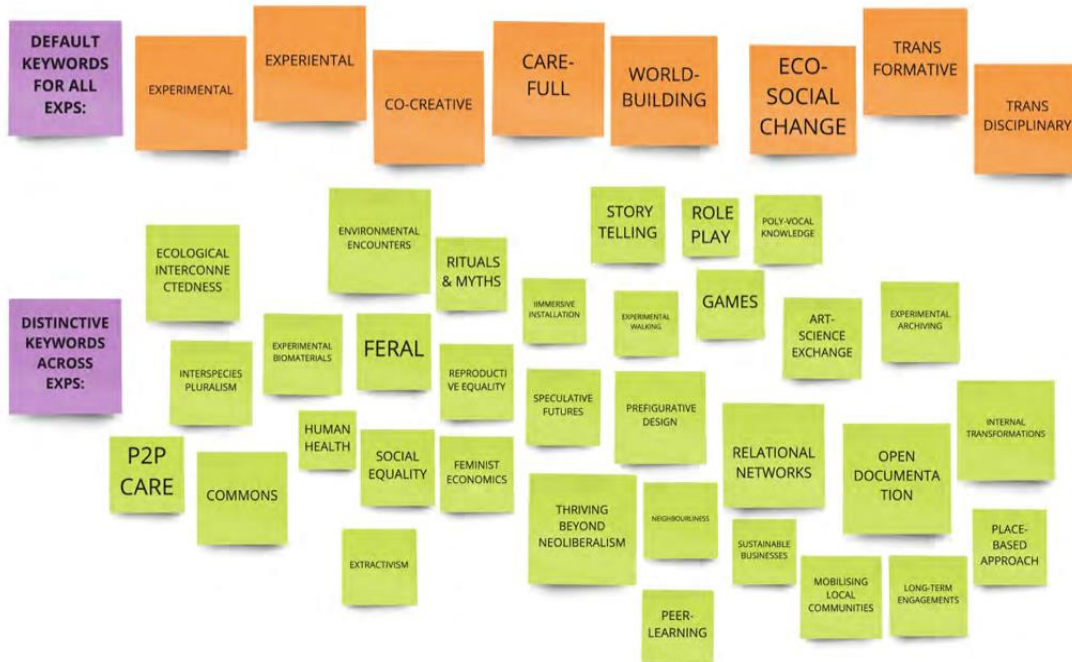 DEFAULT
KEYWORDS
FOR ALL
EXPS:
EXPERIMENTAL
EXPERIENTAL
CO-CREATIVE
CARE-
FULL
WORLD-
BUILDING
ECO-
SOCIAL
CHANGE
TRANS
FORMATIVE
TRANS
DISCIPLINARY
DISTINCTIVE
KEYWORDS
ACROSS
EXPS:
ECOLOGICAL
INTERCONNE
CTEDNESS
ENVIRONMENTAL
ENCOUNTERS
RITUALS
& MYTHS
STORY
TELLING
ROLE
PLAY
POLY-VOCAL
KNOWLEDGE
IIMMERSIVE
INSTALLATION
EXPERIMENTAL
WALKING
GAMES
ART-
SCIENCE
EXCHANGE
EXPERIMENTAL
ARCHIVING
INTERSPECIES
PLURALISM
EXPERIMENTAL
BIOMATERIALS
FERAL
REPRODUCTI
VE EQUALITY
SPECULATIVE
FUTURES
PREFIGURATIVE
DESIGN
RELATIONAL
NETWORKS
OPEN
DOCUMENTA
TION
INTERNAL
TRANSFORMATIONS
P2P
CARE
COMMONS
HUMAN
HEALTH
SOCIAL
EQUALITY
FEMINIST
ECONOMICS
THRIVING
BEYOND
NEOLIBERALISM
NEIGHBOURLINESS
SUSTAINABLE
BUSINESSES
MOBILISING
LOCAL
COMMUNITIES
LONG-TERM
ENGAGEMENTS
PLACE-
BASED
APPROACH
EXTRACTIVISM
PEER-
LEARNING